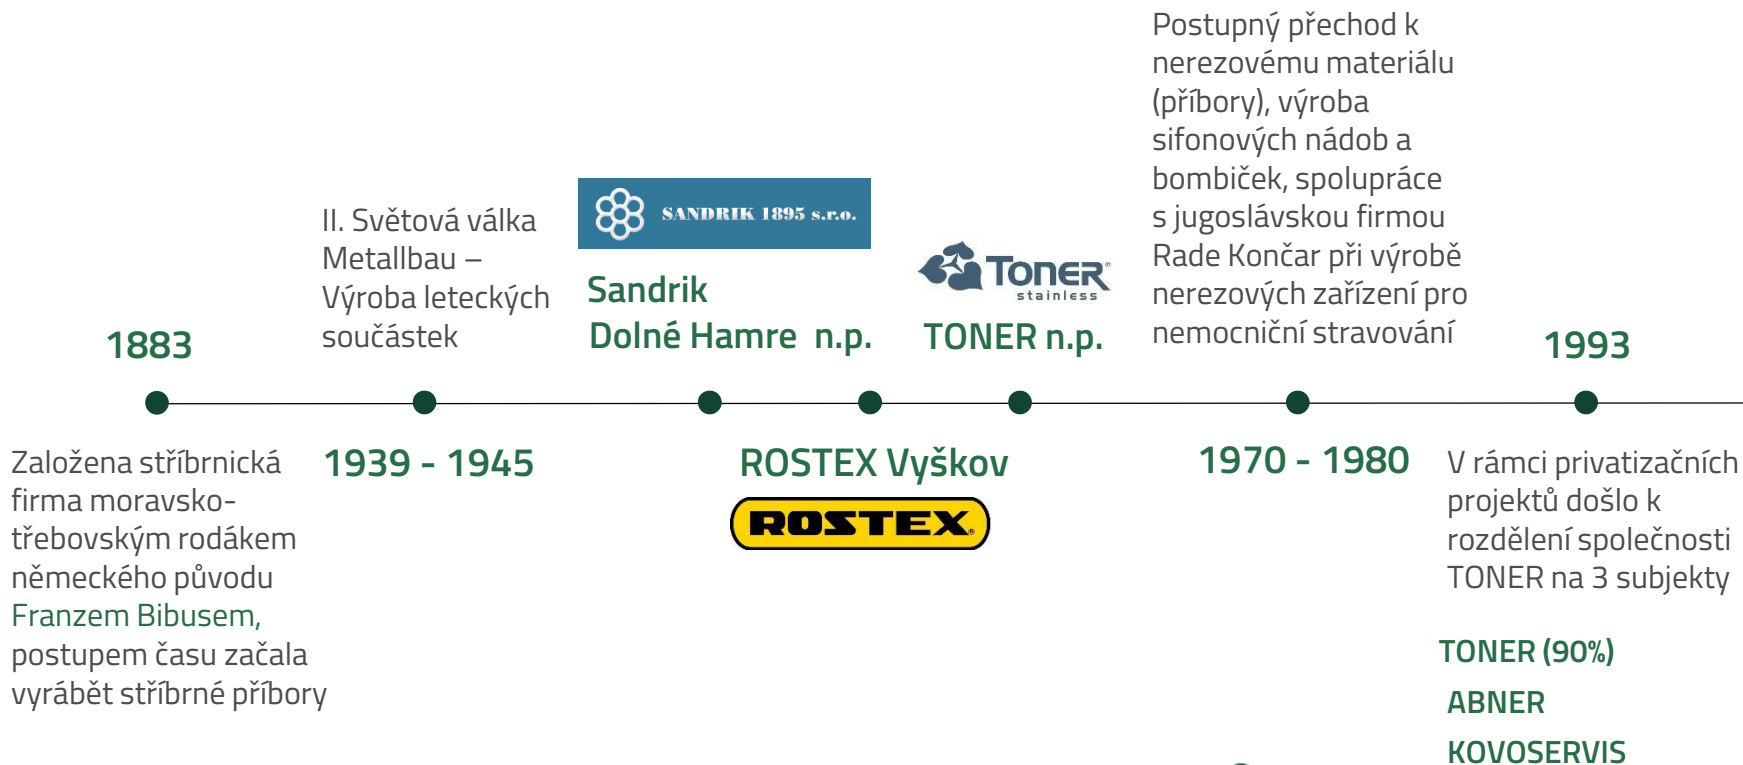 1883
Založena stříbrnická
firma moravsko-
třebovským rodákem
německého původu
Franzem Bibusem,
postupem času začala
vyrábět stříbrné příbory
II. Světová válka
Metallbau –
Výroba leteckých
součástek
1939 - 1945
SANDRIK 1895 s.r.o.
Sandrik
Dolné Hamre n.p.
ROSTEX Vyškov
ROSTEX®
TONER®
stainless
TONER n.p.
Postupný přechod k
nerezovému materiálu
(příbory), výroba
sifonových nádob a
bombiček, spolupráce
s jugoslávskou firmou
Rade Končar při výrobě
nerezových zařízení pro
nemocniční stravování
1970 - 1980
1993
V rámci privatizačních
projektů došlo k
rozdělení společnosti
TONER na 3 subjekty
TONER (90%)
ABNER
KOVOSERVIS